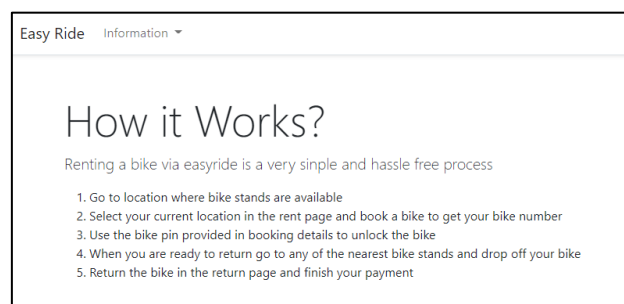 Easy Ride Information
How it Works?
Renting a bike via easyride is a very sinple and hassle free process
1. Go to location where bike stands are available
2. Select your current location in the rent page and book a bike to get your bike number
3. Use the bike pin provided in booking details to unlock the bike
4. When you are ready to return go to any of the nearest bike stands and drop off your bike
5. Return the bike in the return page and finish your payment